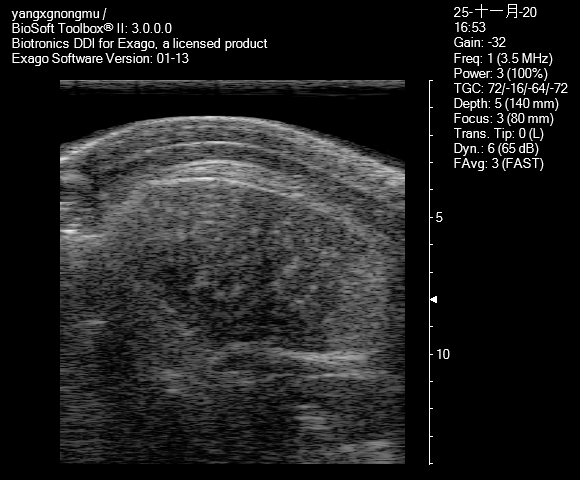 yangxgnongmu /
BioSoft Toolbox® II: 3.0.0.0
Biotronics DDI for Exago, a licensed product
Exago Software Version: 01-13
25-十一月-20
16:53
Gain: -32
Freq: 1 (3.5 MHz)
Power: 3 (100%)
TGC: 72/-16/-64/-72
Depth: 5 (140 mm)
Focus: 3 (80 mm)
Trans. Tip: 0 (L)
Dyn.: 6 (65 dB)
FAvg: 3 (FAST)
5
10